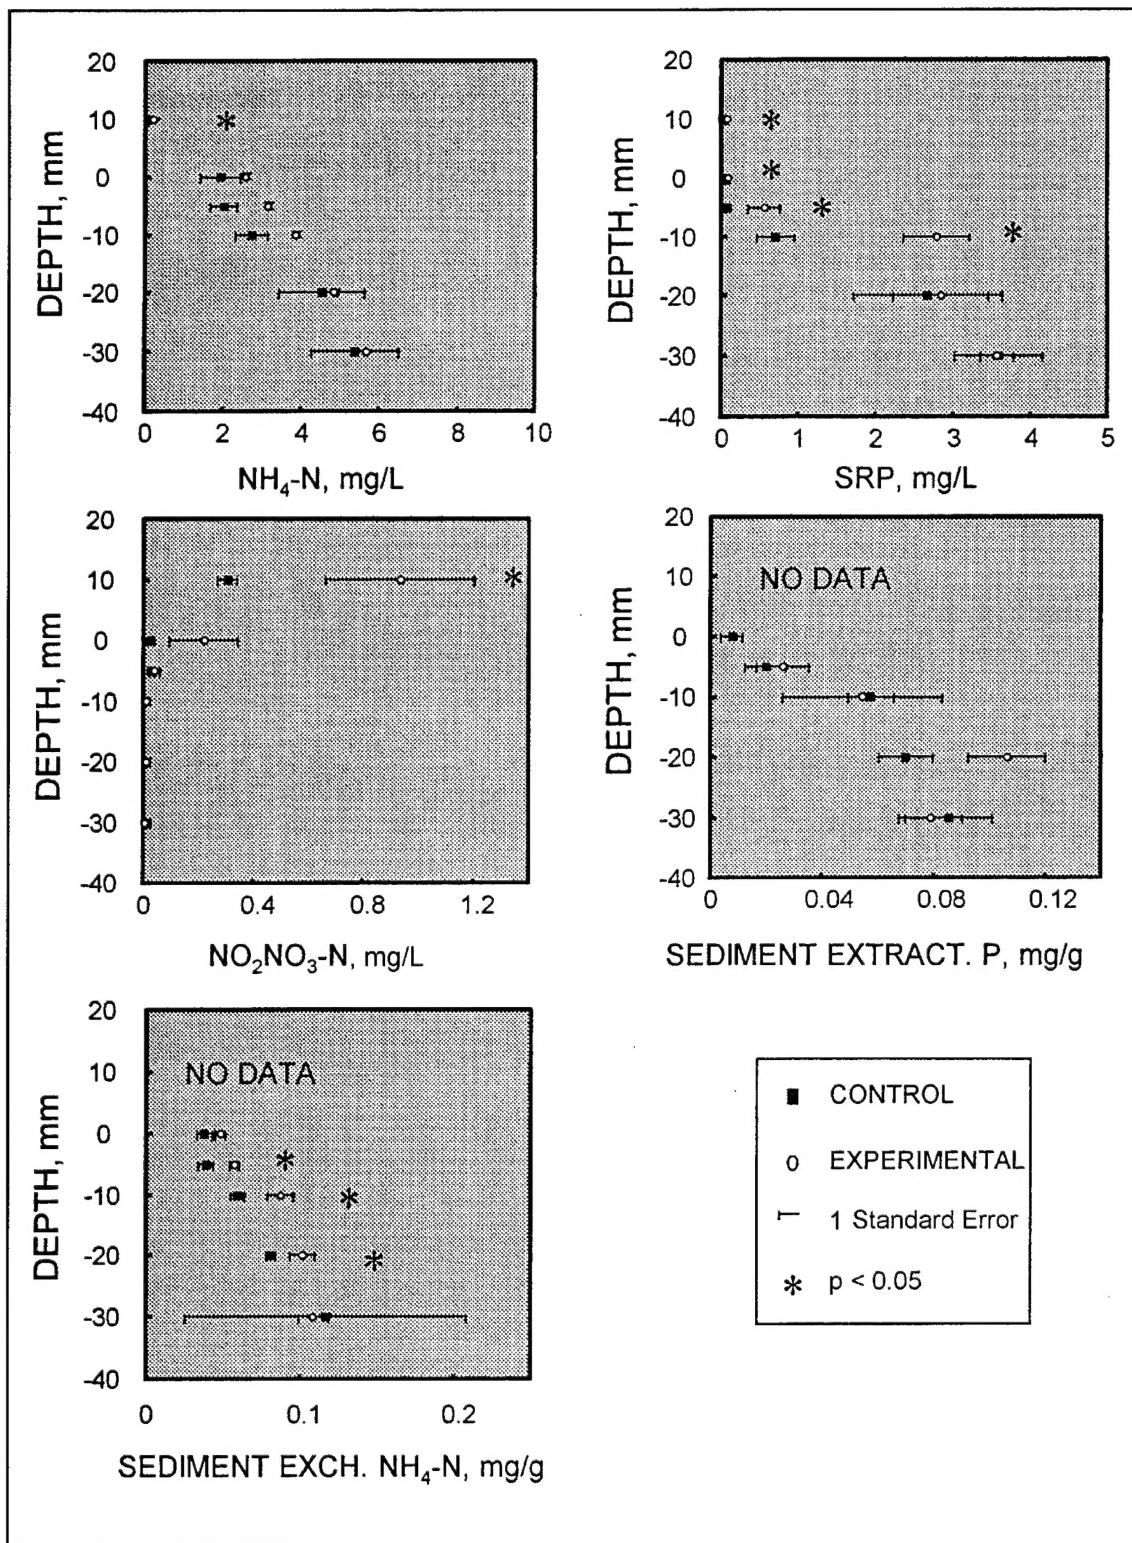 20
10
0
-10
-20
-30
-40
DEPTH, mm
*
0 2 4 6 8 10
NH₄-N, mg/L
20
10
0
-10
-20
-30
-40
DEPTH, mm
*
*
*
*
0 1 2 3 4 5
SRP, mg/L
20
10
0
-10
-20
-30
-40
DEPTH, mm
*
0 0.4 0.8 1.2
NO₂NO₃-N, mg/L
20
10
0
-10
-20
-30
-40
DEPTH, mm
NO DATA
0 0.04 0.08 0.12
SEDIMENT EXTRACT. P, mg/g
20
10
0
-10
-20
-30
-40
DEPTH, mm
NO DATA
*
*
*
0 0.1 0.2
SEDIMENT EXCH. NH₄-N, mg/g
CONTROL
EXPERIMENTAL
1 Standard Error
* p < 0.05